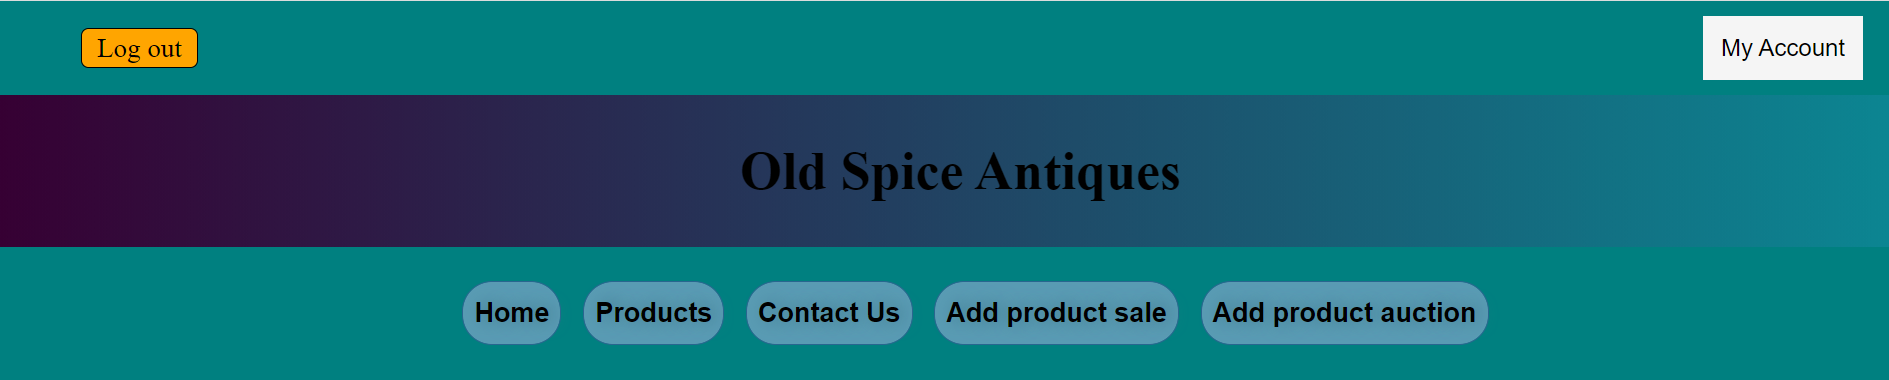 Log out
My Account
Old Spice Antiques
Home
Products
Contact Us
Add product sale
Add product auction